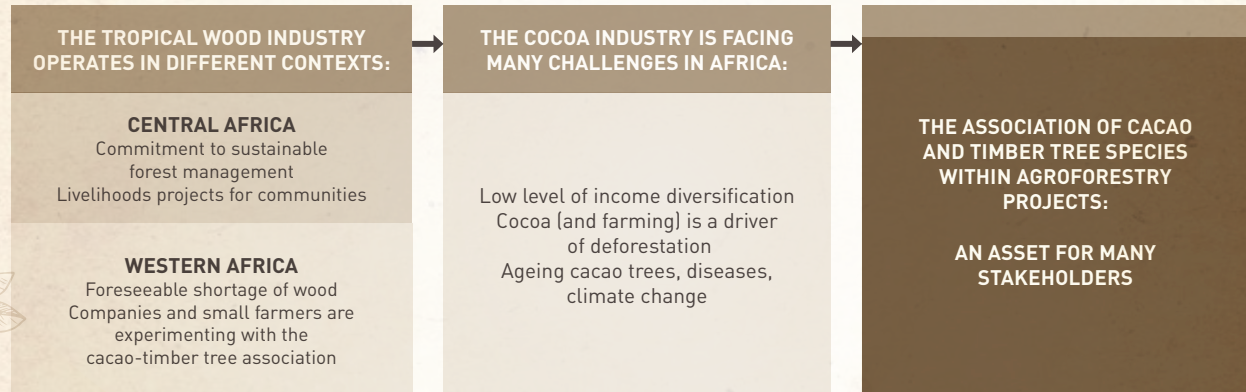 THE TROPICAL WOOD INDUSTRY
OPERATES IN DIFFERENT CONTEXTS:
CENTRAL AFRICA
Commitment to sustainable
forest management
Livelihoods projects for communities
WESTERN AFRICA
Foreseeable shortage of wood
Companies and small farmers are
experimenting with the
cacao-timber tree association
THE COCOA INDUSTRY IS FACING
MANY CHALLENGES IN AFRICA:
Low level of income diversification
Cocoa (and farming) is a driver
of deforestation
Ageing cacao trees, diseases,
climate change
THE ASSOCIATION OF CACAO
AND TIMBER TREE SPECIES
WITHIN AGROFORESTRY
PROJECTS:
AN ASSET FOR MANY
STAKEHOLDERS